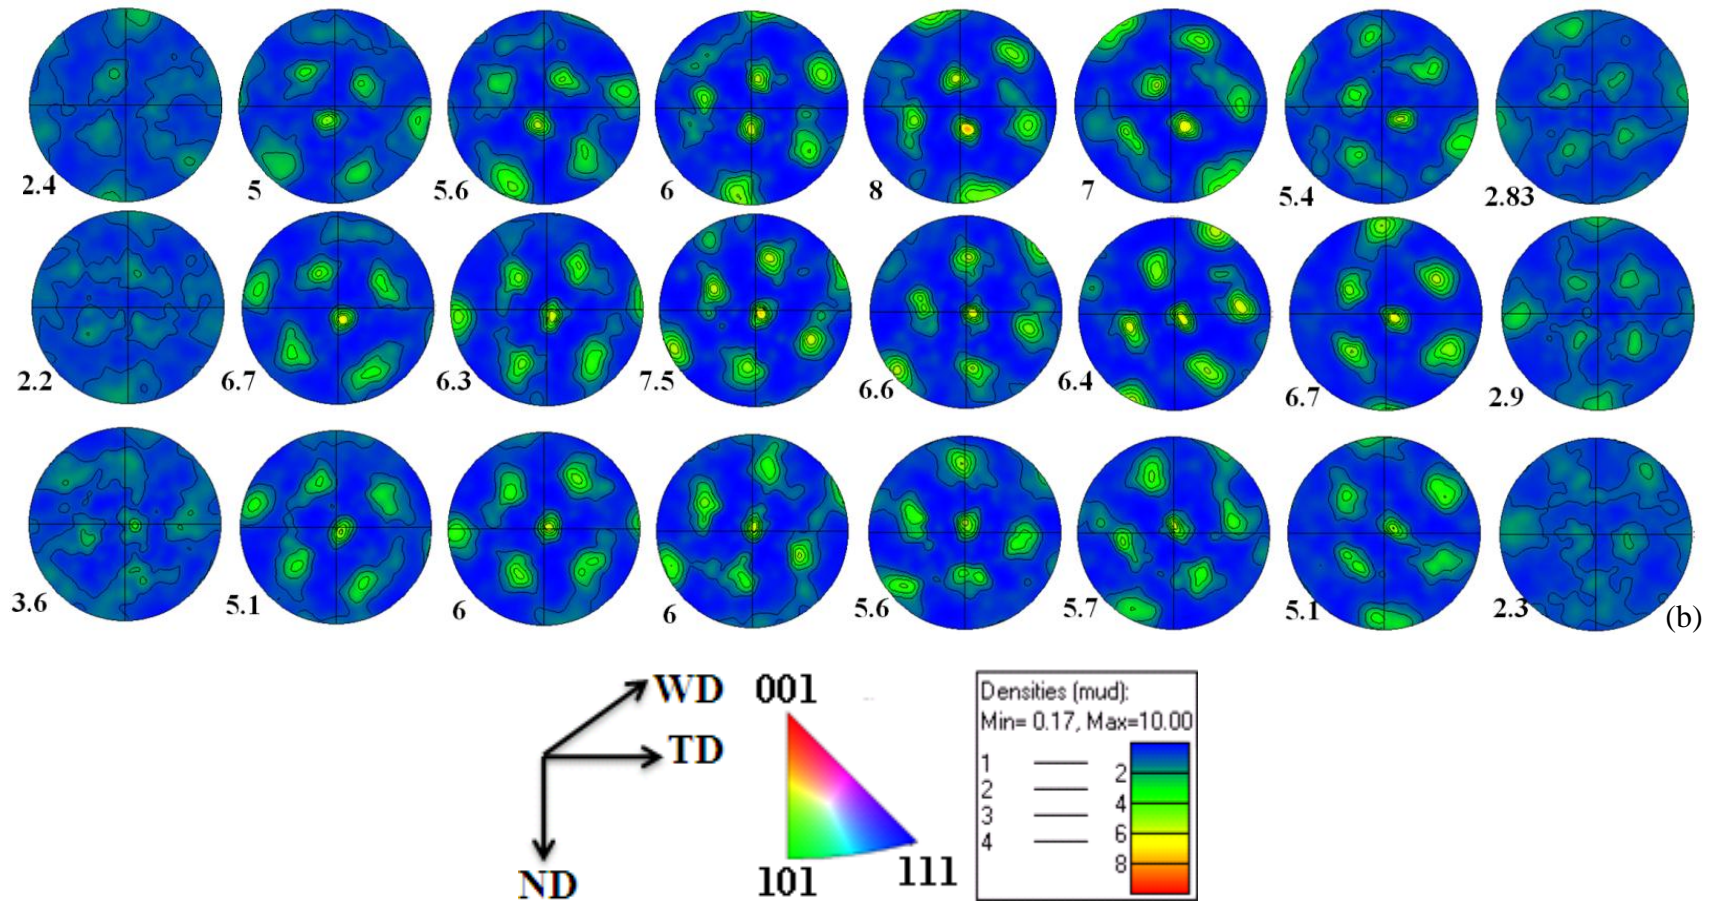 2.4 5 5.6 6 8 7 5.4 2.83
2.2 6.7 6.3 7.5 6.6 6.4 6.7 2.9
3.6 5.1 6 6 5.6 5.7 5.1 2.3 (b)
WD
TD
ND
001
101
111
Densities (mud):
Min= 0.17, Max=10.00
1
2
3
4
2
4
6
8